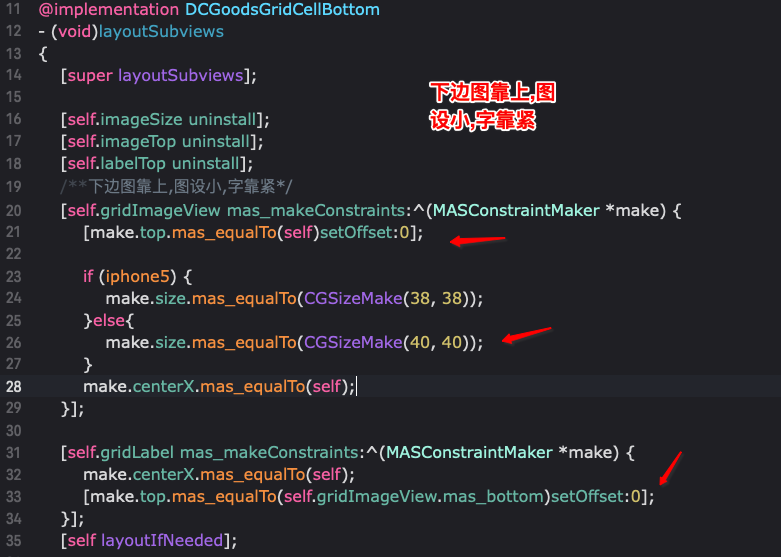 11 @implementation DCGoodsGridCellBottom
12 - (void)layoutSubviews
13 {
14 [super layoutSubviews];
15
下边图靠上,图
设小,字靠紧
16 [self.imageSize uninstall];
17 [self.imageTop uninstall];
18 [self.labelTop uninstall];
19 /**下边图靠上,图设小,字靠紧*/
20 [self.gridImageView mas_makeConstraints:^(MASConstraintMaker *make) {
21 [make.top.mas_equalTo(self)setOffset:0];
22
23 if (iphone5) {
24 make.size.mas_equalTo(CGSizeMake(38, 38));
25 }else{
26 make.size.mas_equalTo(CGSizeMake(40, 40));
27 }
28 make.centerX.mas_equalTo(self);
29 }];
30
31 [self.gridLabel mas_makeConstraints:^(MASConstraintMaker *make) {
32 make.centerX.mas_equalTo(self);
33 [make.top.mas_equalTo(self.gridImageView.mas_bottom)setOffset:0];
34 }];
35 [self layoutIfNeeded];